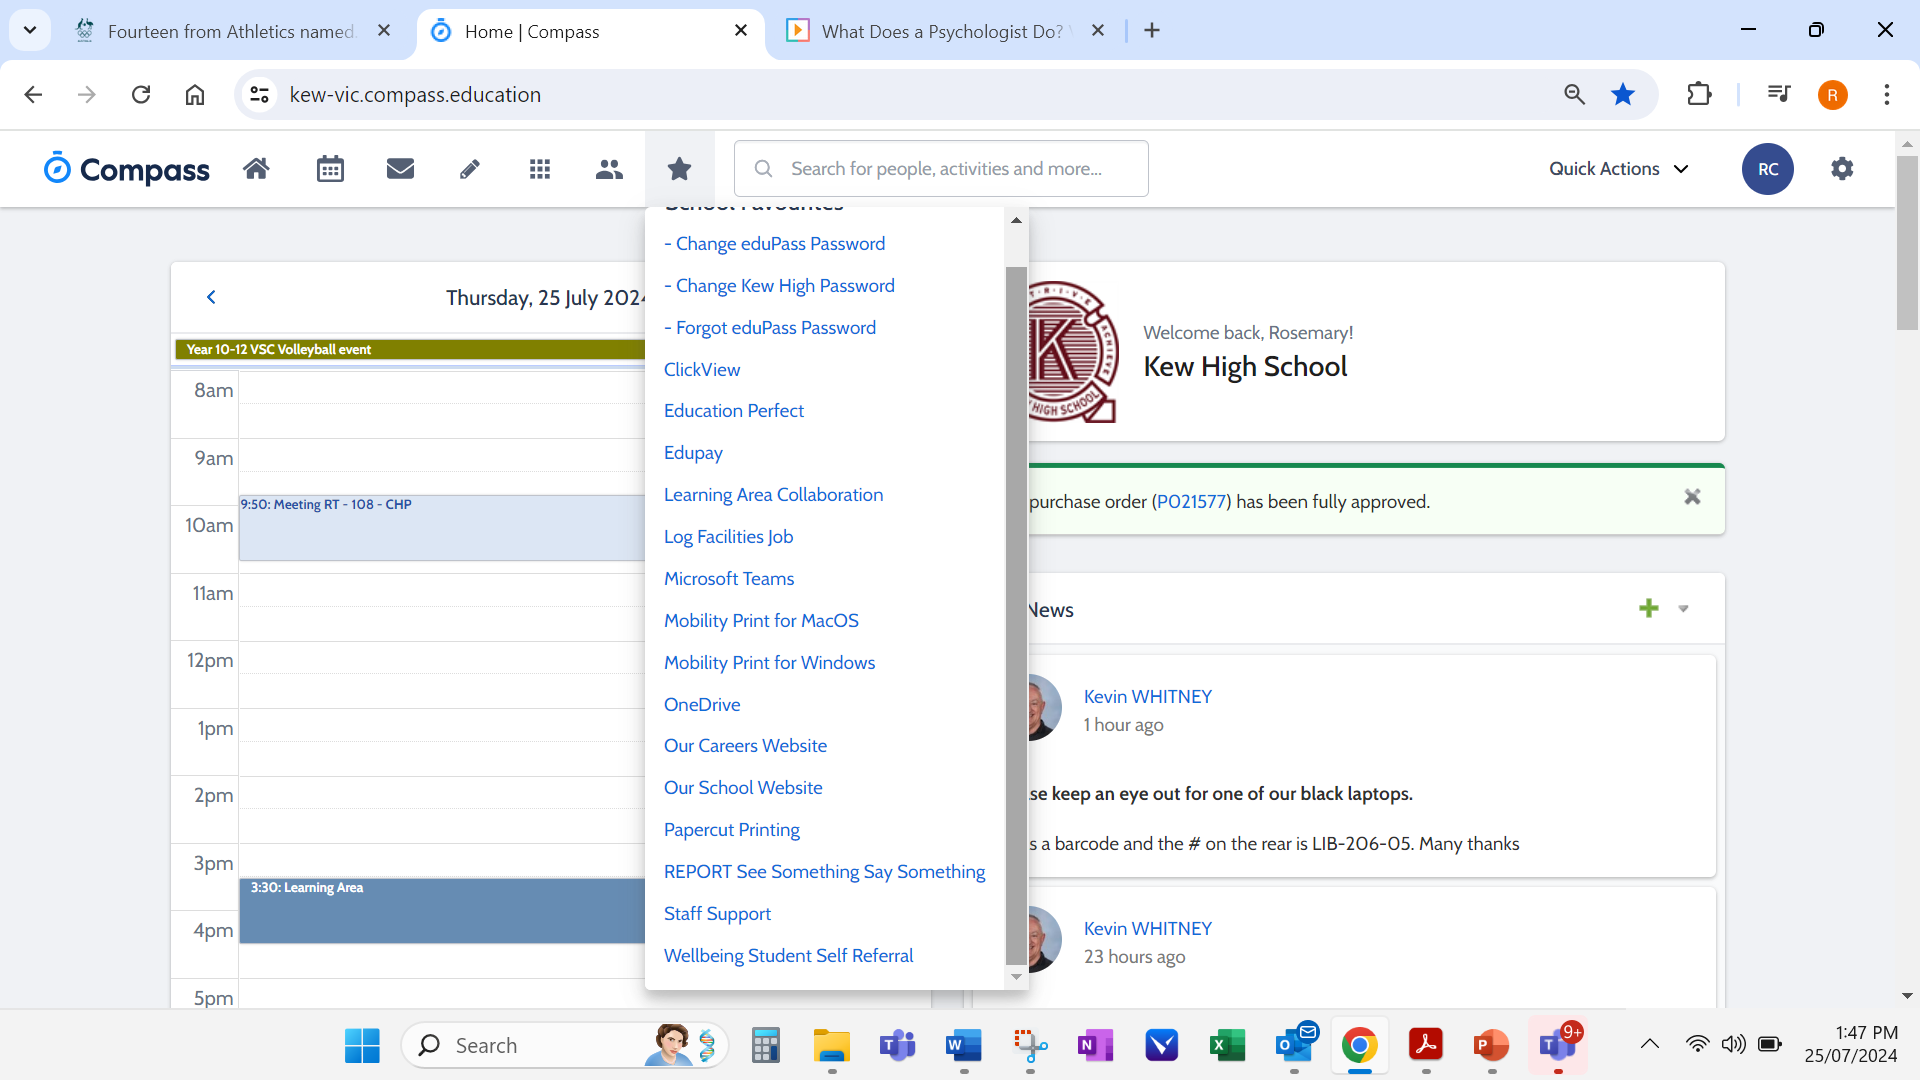 Fourteen from Athletics named
Home | Compass
What Does a Psychologist Do?
kew-vic.compass.education
R
Compass
Search for people, activities and more...
Quick Actions
RC
School Favourites
- Change eduPass Password
- Change Kew High Password
- Forgot eduPass Password
ClickView
Education Perfect
Edupay
Learning Area Collaboration
Log Facilities Job
Microsoft Teams
Mobility Print for MacOS
Mobility Print for Windows
OneDrive
Our Careers Website
Our School Website
Papercut Printing
REPORT See Something Say Something
Staff Support
Wellbeing Student Self Referral
Thursday, 25 July 2024
Year 10-12 VSC Volleyball event
8am
9am
9:50: Meeting RT - 108 - CHP
10am
11am
12pm
1pm
2pm
3pm
3:30: Learning Area
4pm
5pm
Welcome back, Rosemary!
Kew High School
K
HIGH SCHOOL
ACHIEVE
purchase order (PO21577) has been fully approved.
News
Kevin WHITNEY
1 hour ago
se keep an eye out for one of our black laptops.
s a barcode and the # on the rear is LIB-206-05. Many thanks
Kevin WHITNEY
23 hours ago
Search
9+
1:47 PM
25/07/2024